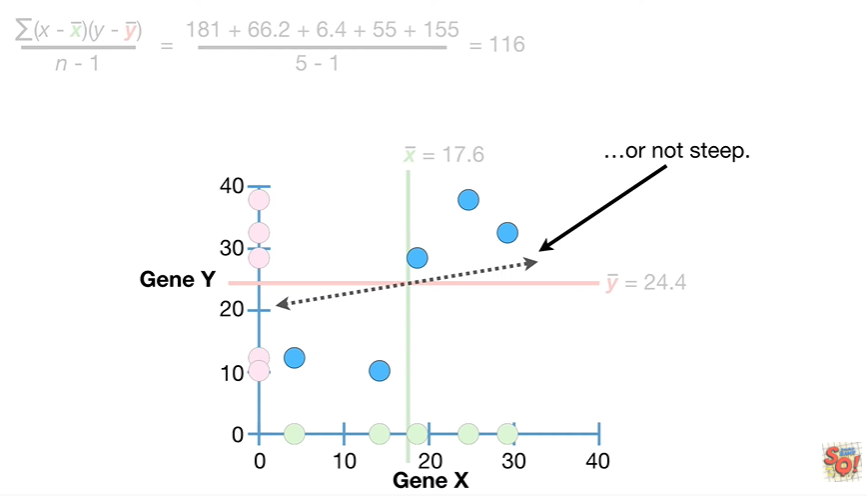 ∑(x - x̅)(y - y̅)
n - 1
=
181 + 66.2 + 6.4 + 55 + 155
5 - 1
= 116
x̅ = 17.6
...or not steep.
40
30
Gene Y
y̅ = 24.4
20
10
0
0 10 20 30 40
Gene X
SQ!